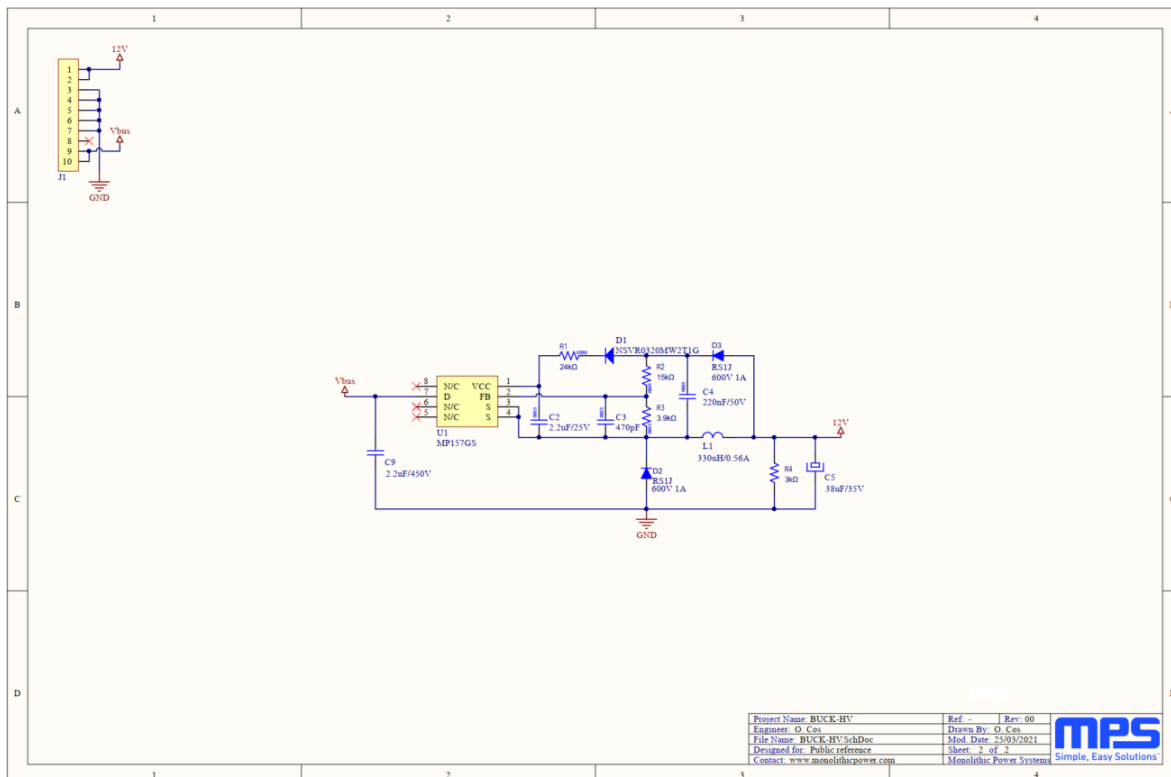 1 2 3 4
A
B
C
D
12V
1
2
3
4
5
6
7
8
9
10
Vbus
J1
GND
Vbus
8 N/C VCC 1
7 D FB 2
6 N/C S 3
5 N/C S 4
U1
MP157GS
C9
2.2uF/450V
R1
24kΩ
D1
NSVR0320MW2T1G
R2
15kΩ
R3
3.9kΩ
C2
2.2uF/25V
C3
470pF
D3
RS1J
600V 1A
C4
220nF/50V
L1
330uH/0.56A
D2
RS1J
600V 1A
GND
R4
3kΩ
12V
C5
38uF/35V
Project Name: BUCK-HV Ref: - Rev: 00
Engineer: O. Cos Drawn By: O. Cos
File Name: BUCK-HV.SchDoc Mod. Date: 25/03/2021
Designed for: Public reference Sheet: 2 of 2
Contact: www.monolithicpower.com Monolithic Power Systems
mps
Simple, Easy Solutions
1 2 3 4